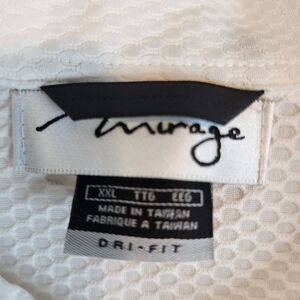 Mirage
XXL TTG EEG
MADE IN TAIWAN
FABRIQUE A TAIWAN
DRI-FIT